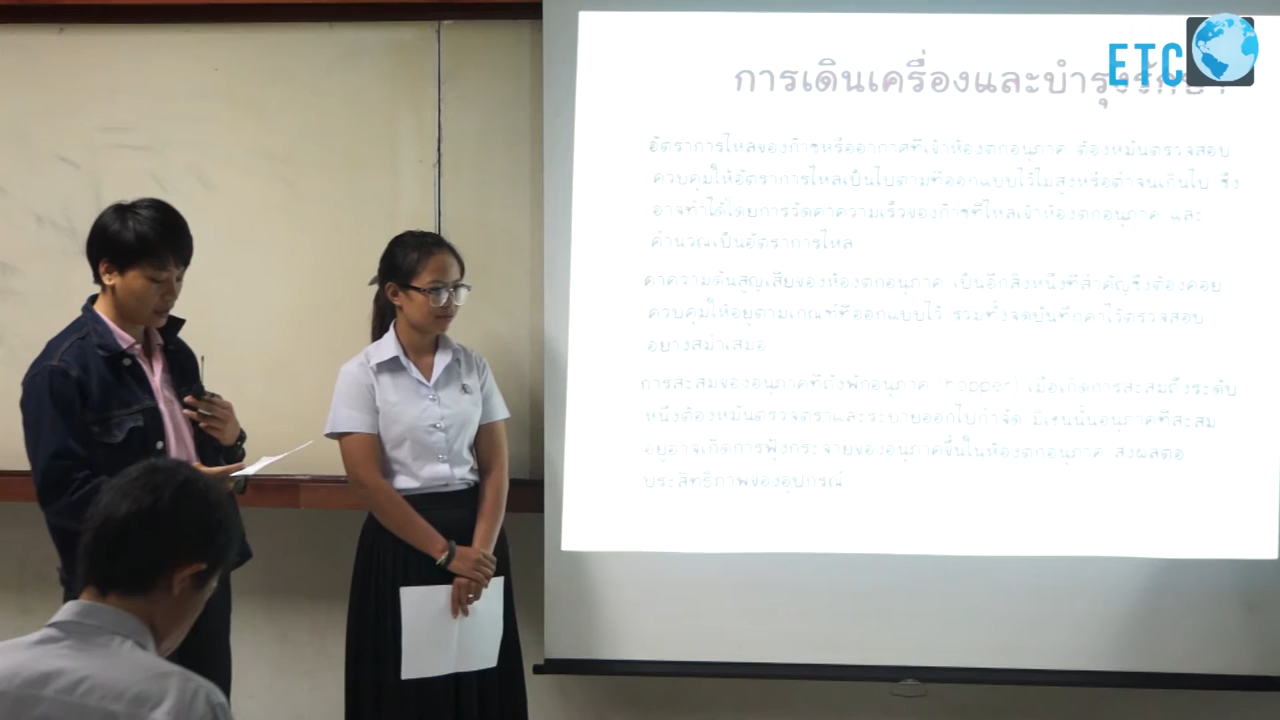 ETC
การเดินเครื่องและบำรุงรักษา
อัตราการไหลของก๊าซหรืออากาศที่เข้าห้องตกอนุภาค ต้องหมั่นตรวจสอบ
ควบคุมให้อัตราการไหลเป็นไปตามที่ออกแบบไว้ไม่สูงหรือต่ำจนเกินไป ซึ่ง
อาจทำได้โดยการวัดค่าความเร็วของก๊าซที่ไหลเข้าห้องตกอนุภาค และ
คำนวณเป็นอัตราการไหล
ค่าความดันสูญเสียของห้องตกอนุภาค เป็นอีกสิ่งหนึ่งที่สำคัญซึ่งต้องคอย
ควบคุมให้อยู่ตามเกณฑ์ที่ออกแบบไว้ รวมทั้งจดบันทึกค่าไว้ตรวจสอบ
อย่างสม่ำเสมอ
การสะสมของอนุภาคที่ถังพักอนุภาค (hopper) เมื่อเกิดการสะสมถึงระดับ
หนึ่งต้องหมั่นตรวจตราและระบายออกไปกำจัด มิเช่นนั้นอนุภาคที่สะสม
อยู่อาจเกิดการฟุ้งกระจายของอนุภาคขึ้นในห้องตกอนุภาค ส่งผลต่อ
ประสิทธิภาพของอุปกรณ์